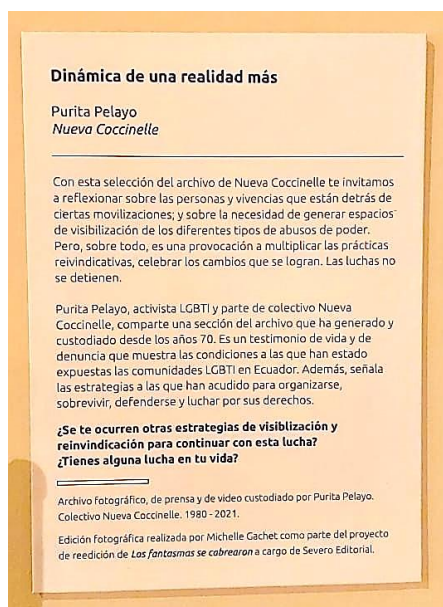 Dinámica de una realidad más
Purita Pelayo
Nueva Coccinelle
Con esta selección del archivo de Nueva Coccinelle te invitamos
a reflexionar sobre las personas y vivencias que están detrás de
ciertas movilizaciones; y sobre la necesidad de generar espacios
de visibilización de los diferentes tipos de abusos de poder.
Pero, sobre todo, es una provocación a multiplicar las prácticas
reivindicativas, celebrar los cambios que se logran. Las luchas no
se detienen.
Purita Pelayo, activista LGBTI y parte de colectivo Nueva
Coccinelle, comparte una sección del archivo que ha generado y
custodiado desde los años 70. Es un testimonio de vida y de
denuncia que muestra las condiciones a las que han estado
expuestas las comunidades LGBTI en Ecuador. Además, señala
las estrategias a las que han acudido para organizarse,
sobrevivir, defenderse y luchar por sus derechos.
¿Se te ocurren otras estrategias de visiblización y
reinvindicación para continuar con esta lucha?
¿Tienes alguna lucha en tu vida?
Archivo fotográfico, de prensa y de video custodiado por Purita Pelayo.
Colectivo Nueva Coccinelle. 1980 - 2021.
Edición fotográfica realizada por Michelle Gachet como parte del proyecto
de reedición de Los fantasmas se cabrearon a cargo de Severo Editorial.